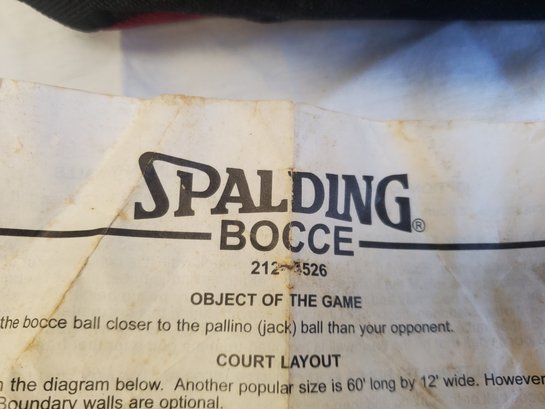 SPALDING®
BOCCE
OBJECT OF THE GAME
the bocce ball closer to the pallino (jack) ball than your opponent.
COURT LAYOUT
the diagram below. Another popular size is 60' long by 12' wide. However
Boundary walls are optional.